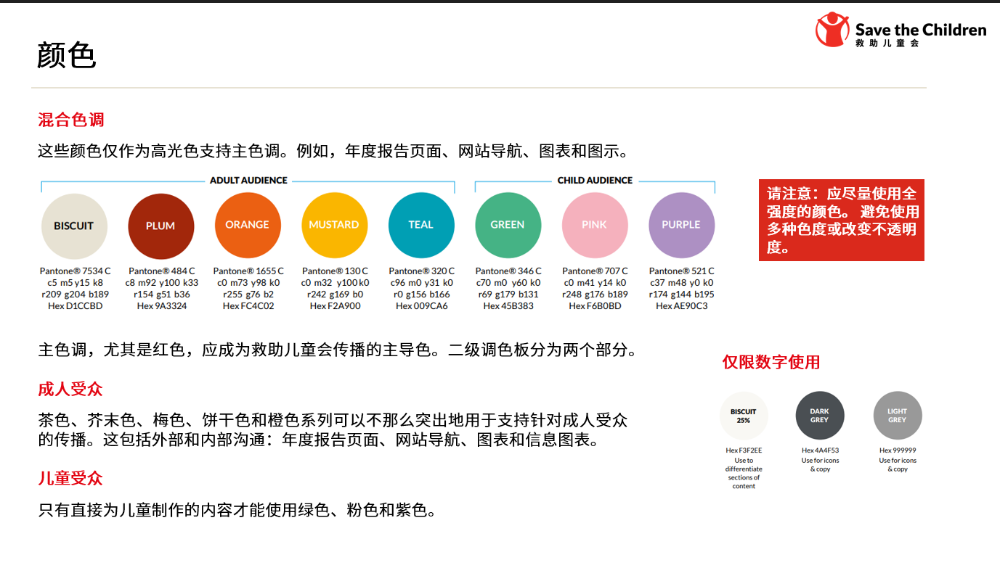 Save the Children
救助儿童会
颜色
混合色调
这些颜色仅作为高光色支持主色调。例如，年度报告页面、网站导航、图表和图示。
ADULT AUDIENCE
CHILD AUDIENCE
BISCUIT
PLUM
ORANGE
MUSTARD
TEAL
GREEN
PINK
PURPLE
Pantone® 7534 C
c5 m5 y15 k8
r209 g204 b189
Hex D1CCBD
Pantone® 484 C
c8 m92 y100 k33
r154 g51 b36
Hex 9A3324
Pantone® 1655 C
c0 m73 y98 k0
r255 g76 b2
Hex FC4C02
Pantone® 130 C
c0 m32 y100 k0
r242 g169 b0
Hex F2A900
Pantone® 320 C
c96 m0 y31 k0
r0 g156 b166
Hex 009CA6
Pantone® 346 C
c70 m0 y60 k0
r69 g179 b131
Hex 45B383
Pantone® 707 C
c0 m41 y14 k0
r248 g176 b189
Hex F6B0BD
Pantone® 521 C
c37 m48 y0 k0
r174 g144 b195
Hex AE90C3
请注意：应尽量使用全
强度的颜色。 避免使用
多种色度或改变不透明
度。
主色调，尤其是红色，应成为救助儿童会传播的主导色。二级调色板分为两个部分。
成人受众
茶色、芥末色、梅色、饼干色和橙色系列可以不那么突出地用于支持针对成人受众
的传播。这包括外部和内部沟通：年度报告页面、网站导航、图表和信息图表。
儿童受众
只有直接为儿童制作的内容才能使用绿色、粉色和紫色。
仅限数字使用
BISCUIT
25%
DARK
GREY
LIGHT
GREY
Hex F3F2EE
Use to
differentiate
sections of
content
Hex 4A4F53
Use for icons
& copy
Hex 999999
Use for icons
& copy